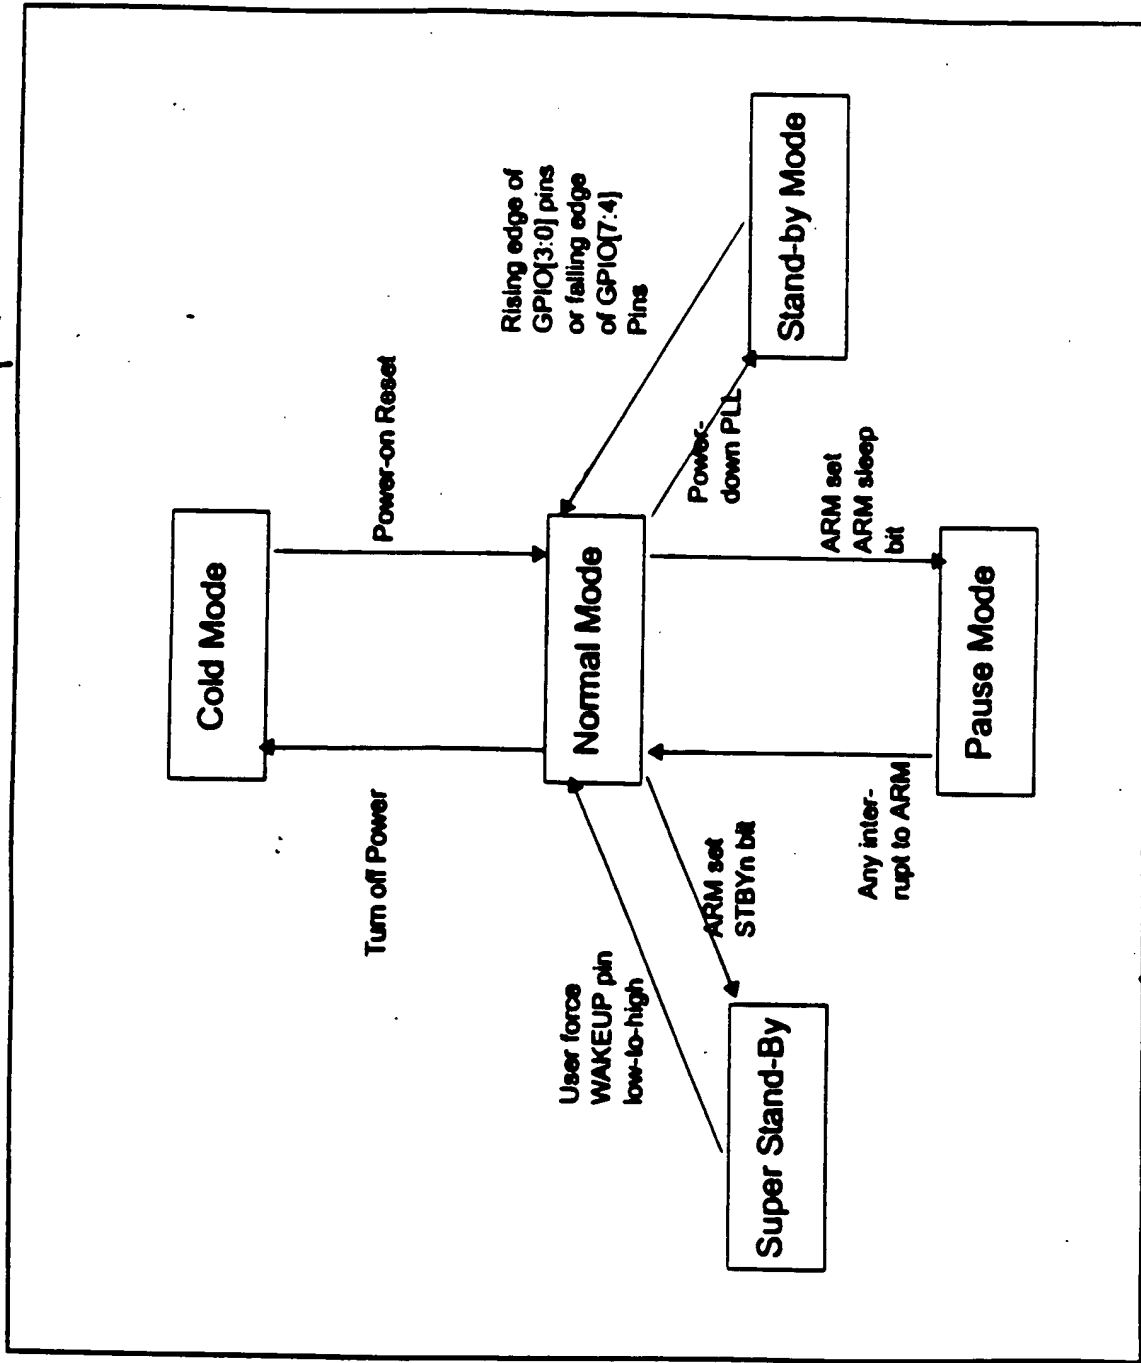 Cold Mode
Turn off Power
Power-on Reset
User force
WAKEUP pin
low-to-high
Rising edge of
GPIO[3:0] pins
or falling edge
of GPIO[7:4]
Pins
Normal Mode
ARM set
STBYn bit
Power-
down PLL
Super Stand-By
Stand-by Mode
Any inter-
rupt to ARM
ARM set
ARM sleep
bit
Pause Mode